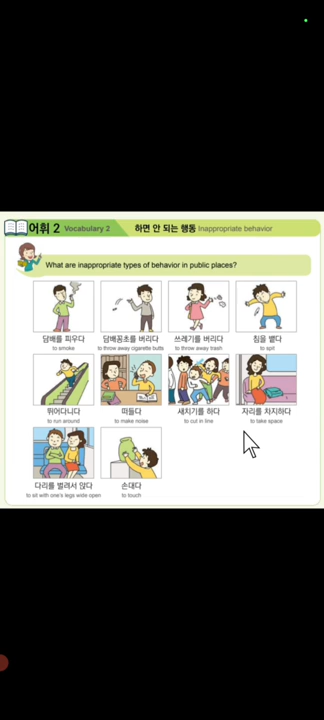 어휘 2 Vocabulary 2 하면 안 되는 행동 Inappropriate behavior
What are inappropriate types of behavior in public places?
담배를 피우다 담배꽁초를 버리다 쓰레기를 버리다 침을 뱉다
to smoke to throw away cigarette butts to throw away trash to spit
뛰어다니다 떠들다 새치기를 하다 자리를 차지하다
to run around to make noise to cut in line to take space
다리를 벌려서 앉다 손대다
to sit with one's legs wide open to touch